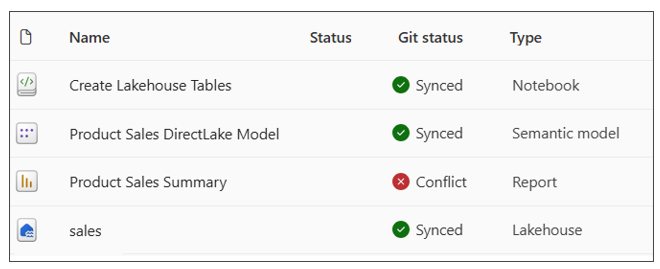 Name Status Git status Type
Create Lakehouse Tables Synced Notebook
Product Sales DirectLake Model Synced Semantic model
Product Sales Summary Conflict Report
sales Synced Lakehouse